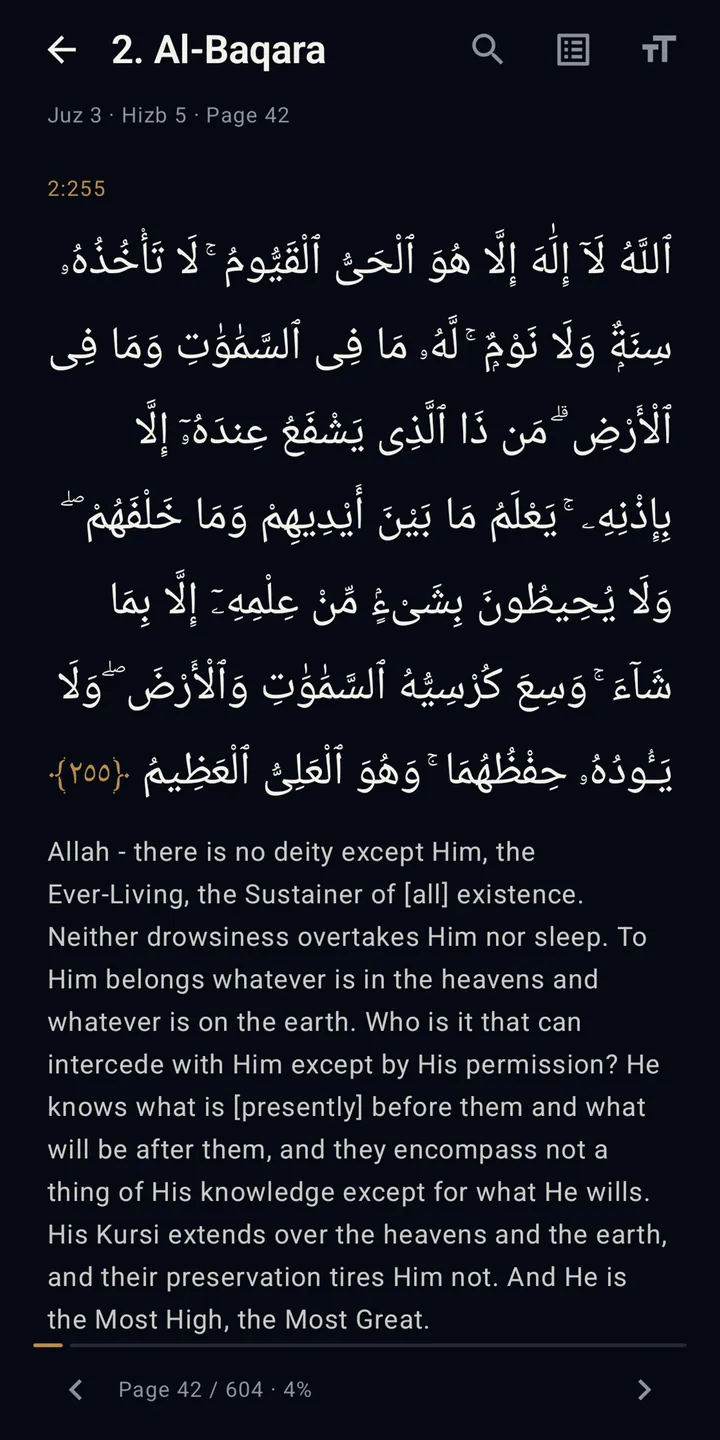 2. Al-Baqara
Juz 3 · Hizb 5 · Page 42
2:255
ٱللَّهُ لَآ إِلَٰهَ إِلَّا هُوَ ٱلْحَىُّ ٱلْقَيُّومُ ۚ لَا تَأْخُذُهُۥ
سِنَةٌۭ وَلَا نَوْمٌۭ ۚ لَّهُۥ مَا فِى ٱلسَّمَٰوَٰتِ وَمَا فِى
ٱلْأَرْضِ ۗ مَن ذَا ٱلَّذِى يَشْفَعُ عِندَهُۥٓ إِلَّا
بِإِذْنِهِۦ ۚ يَعْلَمُ مَا بَيْنَ أَيْدِيهِمْ وَمَا خَلْفَهُمْ ۖ
وَلَا يُحِيطُونَ بِشَىْءٍۢ مِّنْ عِلْمِهِۦٓ إِلَّا بِمَا
شَآءَ ۚ وَسِعَ كُرْسِيُّهُ ٱلسَّمَٰوَٰتِ وَٱلْأَرْضَ ۖ وَلَا
يَـُٔودُهُۥ حِفْظُهُمَا ۚ وَهُوَ ٱلْعَلِىُّ ٱلْعَظِيمُ ﴿٢٥٥﴾
Allah - there is no deity except Him, the
Ever-Living, the Sustainer of [all] existence.
Neither drowsiness overtakes Him nor sleep. To
Him belongs whatever is in the heavens and
whatever is on the earth. Who is it that can
intercede with Him except by His permission? He
knows what is [presently] before them and what
will be after them, and they encompass not a
thing of His knowledge except for what He wills.
His Kursi extends over the heavens and the earth,
and their preservation tires Him not. And He is
the Most High, the Most Great.
Page 42 / 604 · 4%